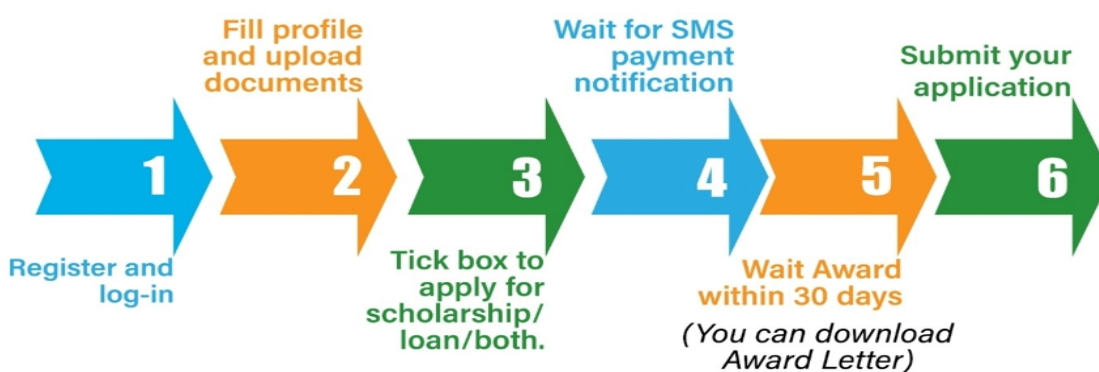 1
Register and
log-in
Fill profile
and upload
documents
2
3
Tick box to
apply for
scholarship/
loan/both.
Wait for SMS
payment
notification
4
5
Wait Award
within 30 days
(You can download
Award Letter)
Submit your
application
6